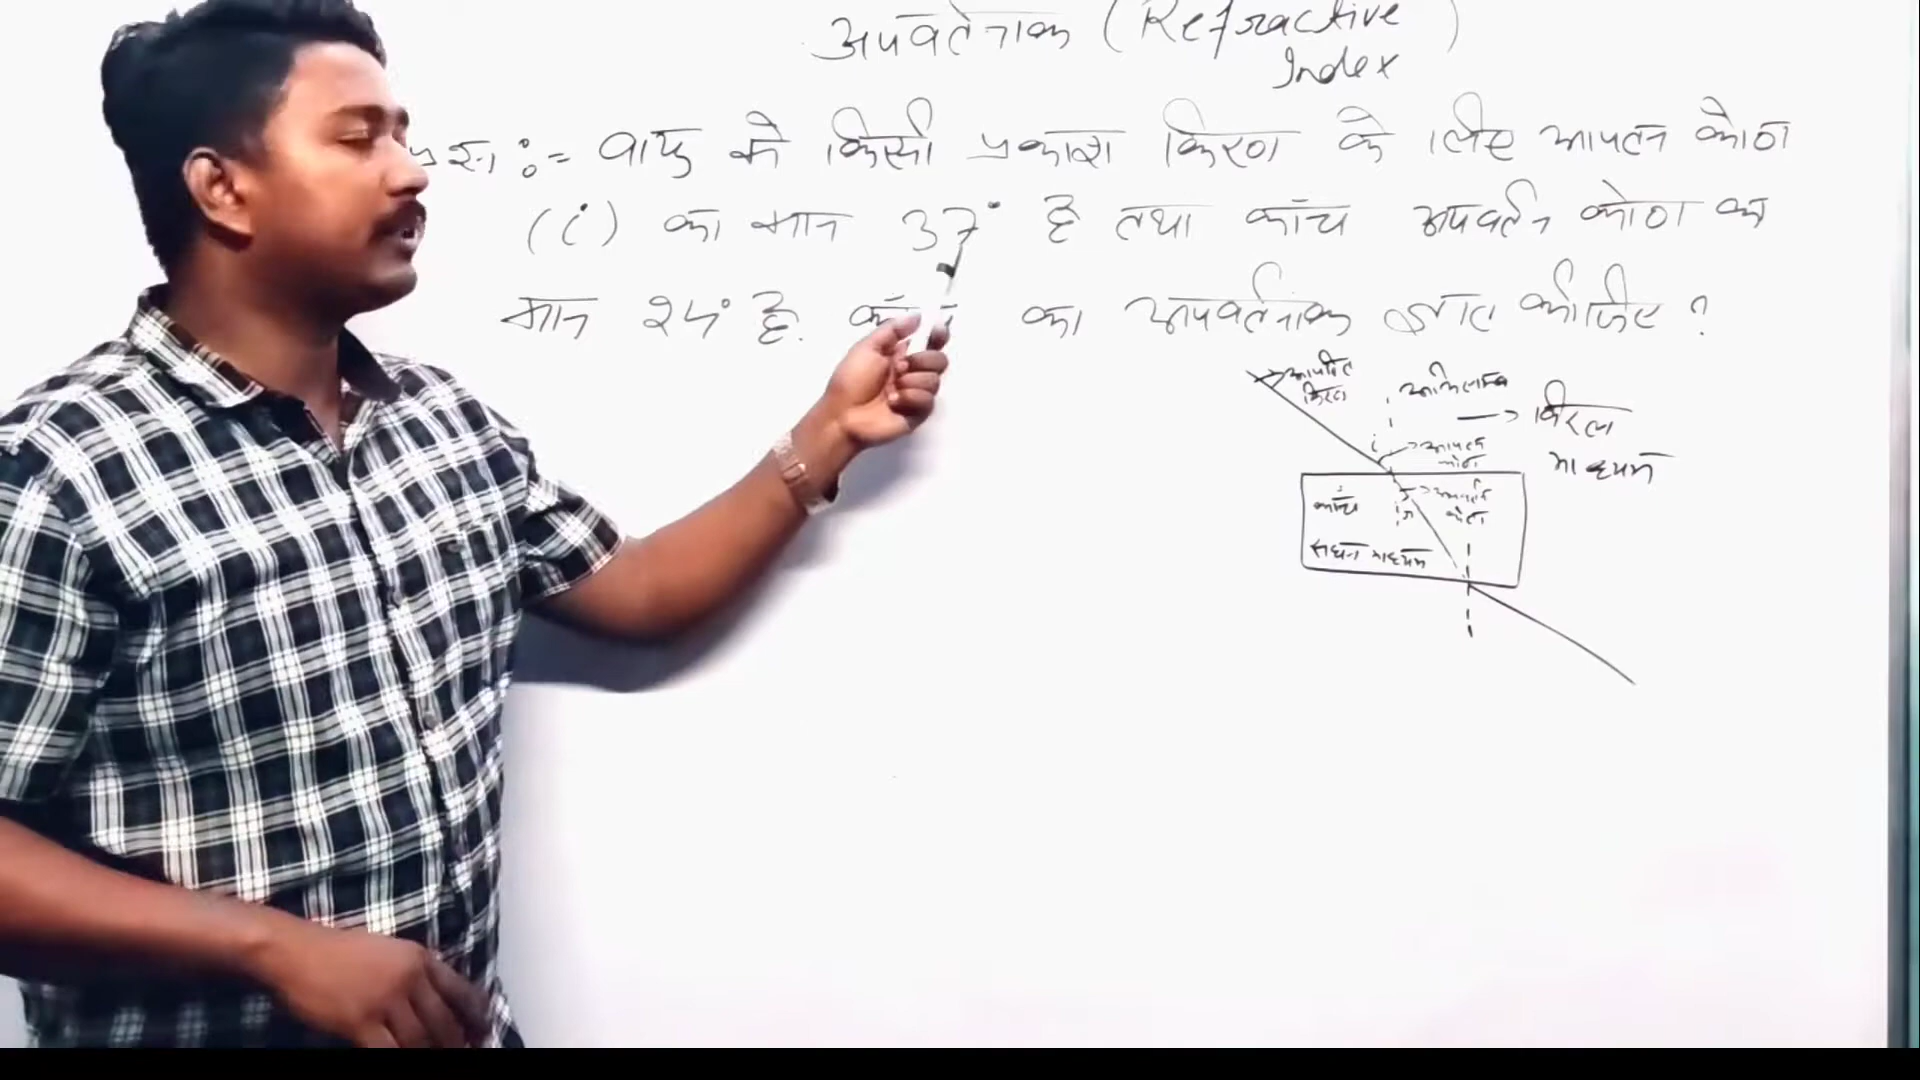 अपवर्तनांक (Refractive
Index)
प्रश्न :- वायु में किसी प्रकाश किरण के लिए आपतन कोण
(i) का मान 37° है तथा काँच अपवर्तन कोण का
मान २५° है. का अपवर्तनांक ज्ञात कीजिए ?
आपतित
किरण
अभिलम्ब
→ विरल
माध्यम
i → आपतन
कोण
काँच
r → अपवर्तन
कोण
सघन माध्यम